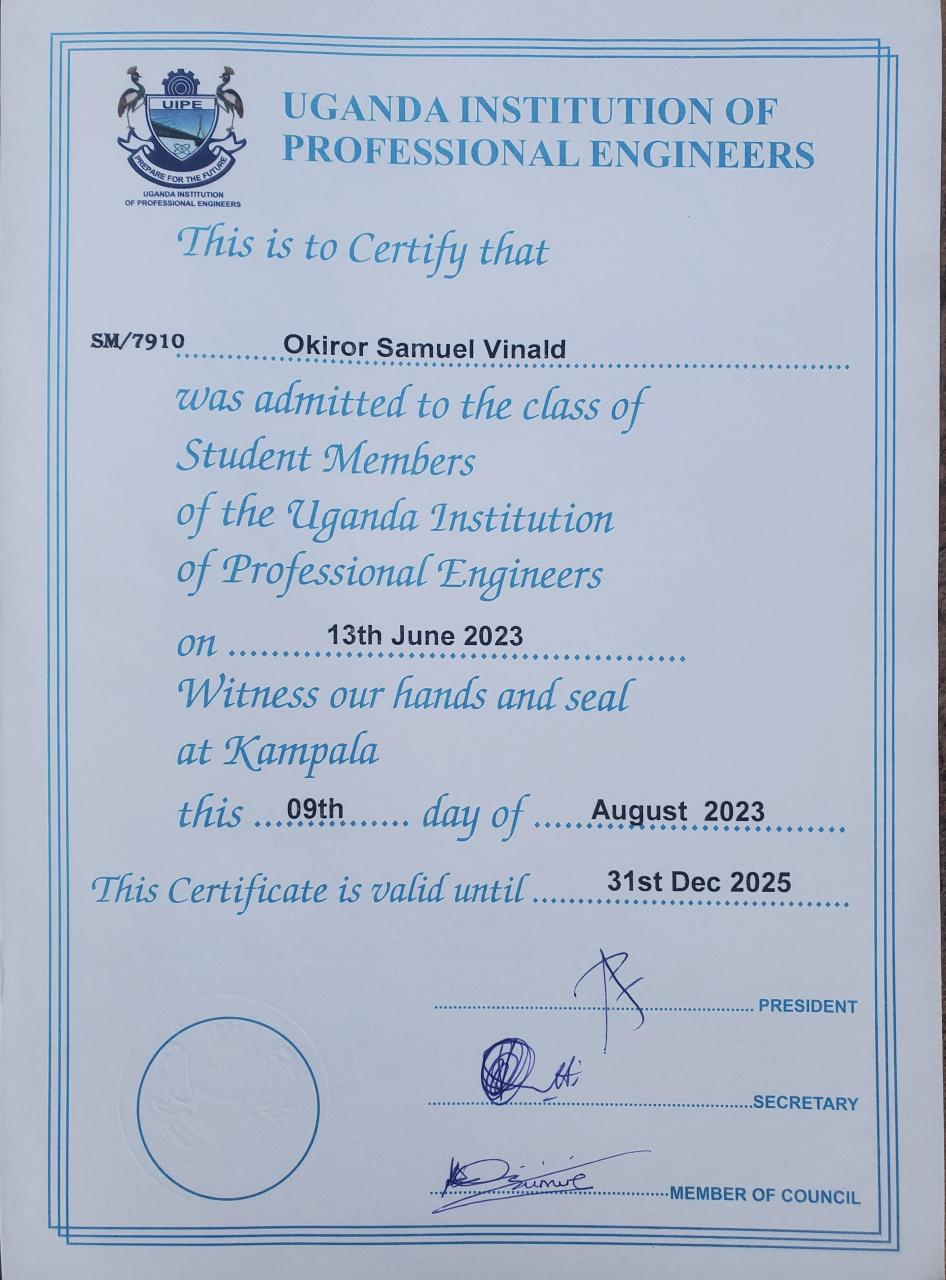 UIPE
PREPARE FOR THE FUTURE
UGANDA INSTITUTION
OF PROFESSIONAL ENGINEERS
UGANDA INSTITUTION OF
PROFESSIONAL ENGINEERS
This is to Certify that
SM/7910 Okiror Samuel Vinald
was admitted to the class of
Student Members
of the Uganda Institution
of Professional Engineers
on 13th June 2023
Witness our hands and seal
at Kampala
this 09th day of August 2023
This Certificate is valid until 31st Dec 2025
PRESIDENT
SECRETARY
MEMBER OF COUNCIL